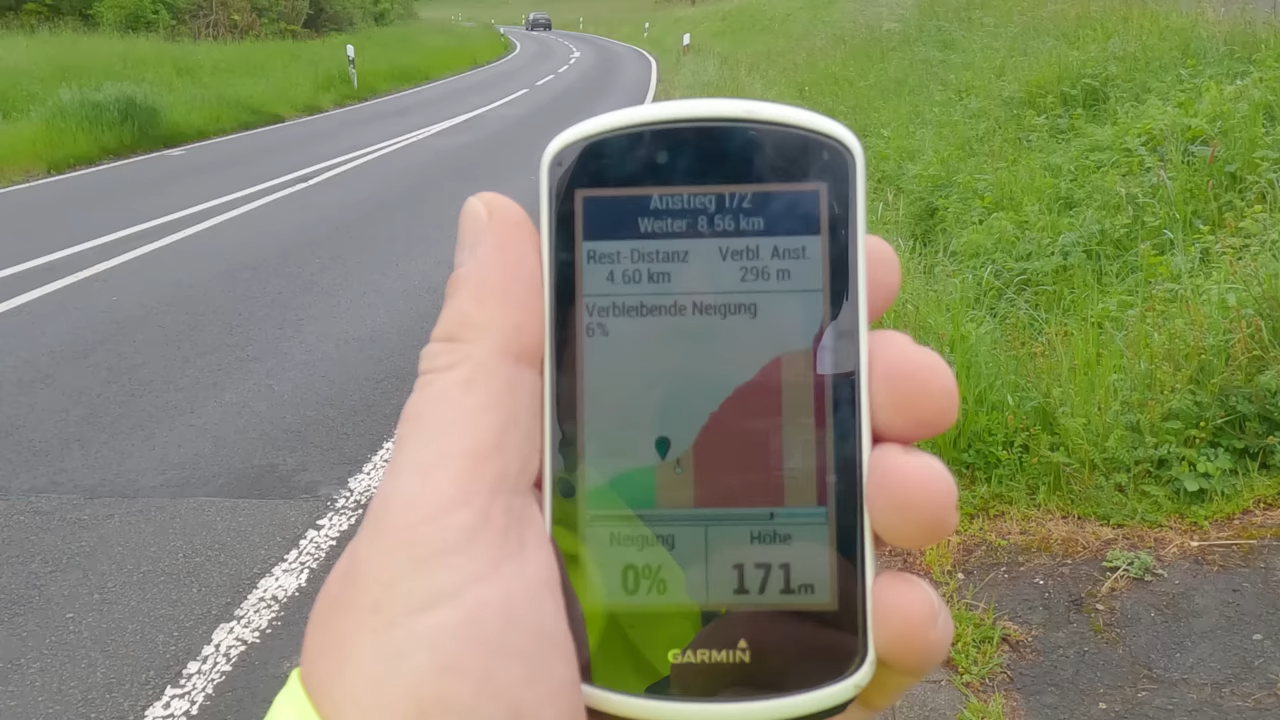 Anstieg 1/2
Weiter 8.56 km
Rest-Distanz Verbl. Anst.
4.60 km 296 m
Verbleibende Neigung
6%
Neigung Höhe
0% 171m
GARMIN